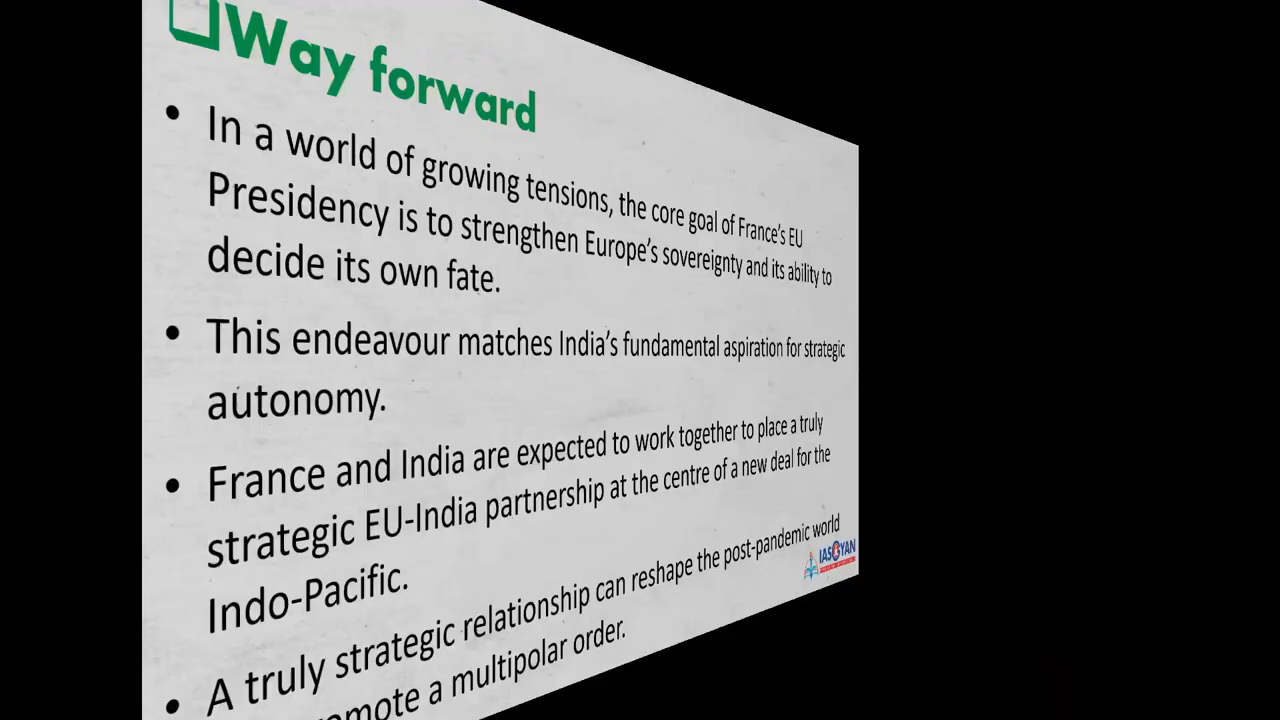 Way forward
• In a world of growing tensions, the core goal of France's EU
Presidency is to strengthen Europe's sovereignty and its ability to
decide its own fate.
• This endeavour matches India's fundamental aspiration for strategic
autonomy.
• France and India are expected to work together to place a truly
strategic EU-India partnership at the centre of a new deal for the
Indo-Pacific.
• A truly strategic relationship can reshape the post-pandemic world
a multipolar order.
IASGYAN